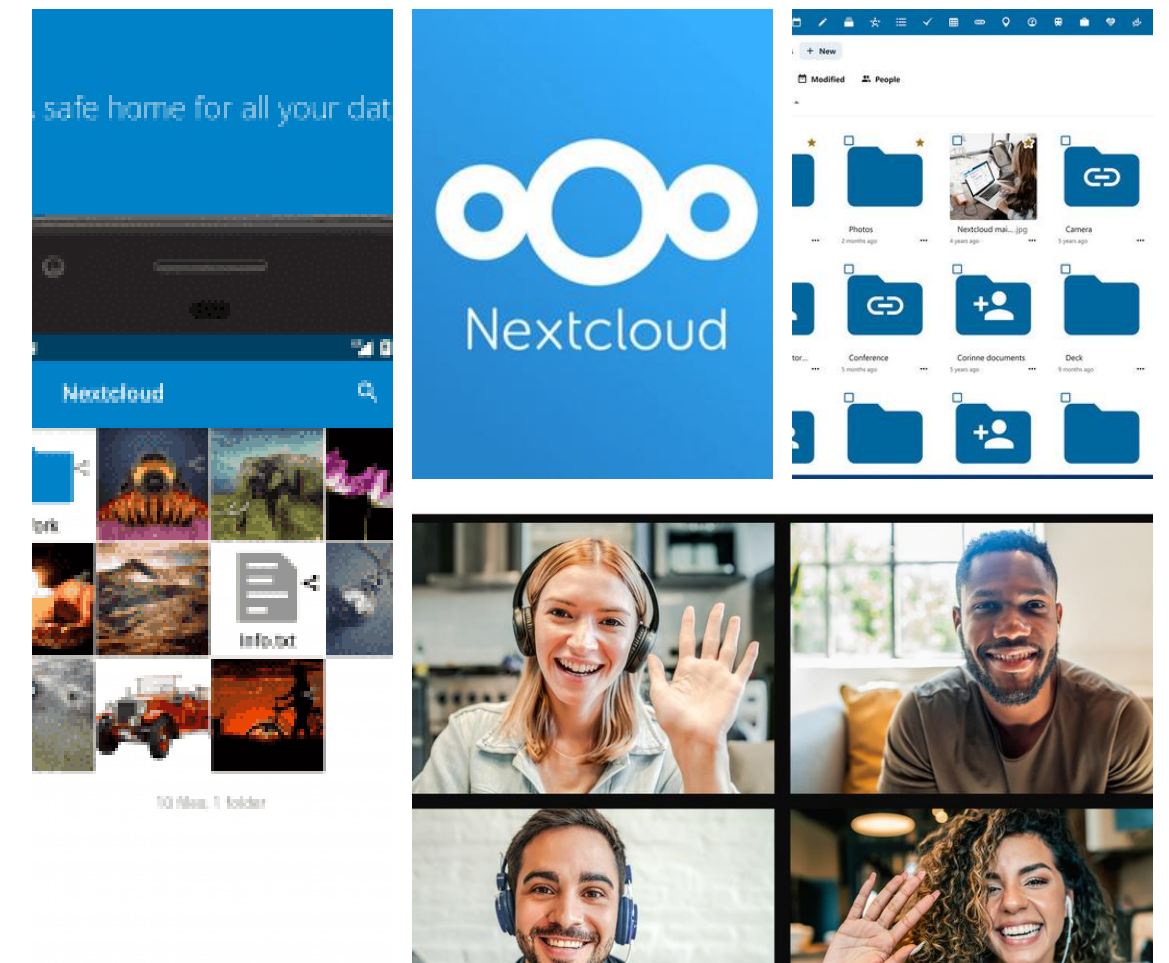 safe home for all your dat
Nextcloud
ork
info.txt
10 files, 1 folder
Nextcloud
+ New
Modified
People
Photos
2 months ago
Nextcloud mai... .jpg
4 years ago
Camera
5 years ago
tor...
Conference
5 months ago
Corinne documents
5 years ago
Deck
9 months ago